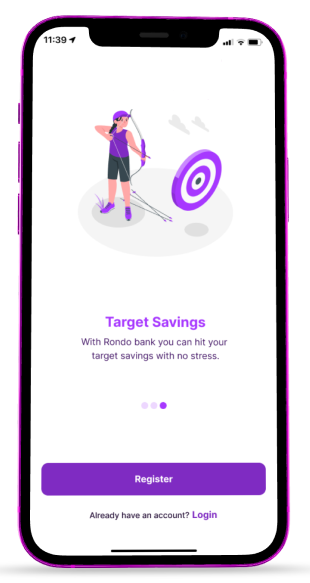 11:39
Target Savings
With Rondo bank you can hit your
target savings with no stress.
Register
Already have an account? Login